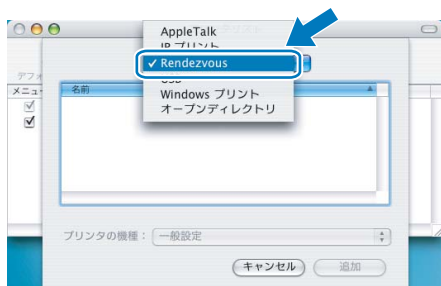 AppleTalk
IP プリント
Rendezvous
USB
Windows プリント
オープンディレクトリ
デフォ
メニュー
名前
プリンタの機種：
一般設定
キャンセル
追加